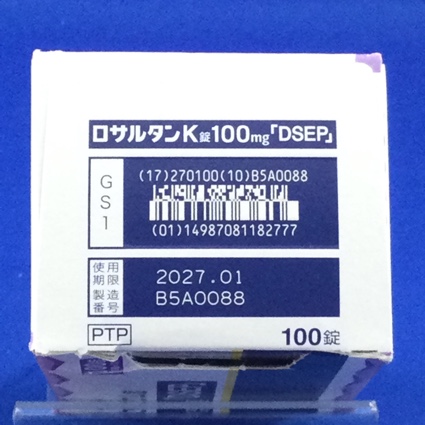 ロサルタンK錠100mg「DSEP」
GS1
(17)270100(10)B5A0088
(01)14987081182777
使用期限 2027.01
製造番号 B5A0088
PTP 100錠